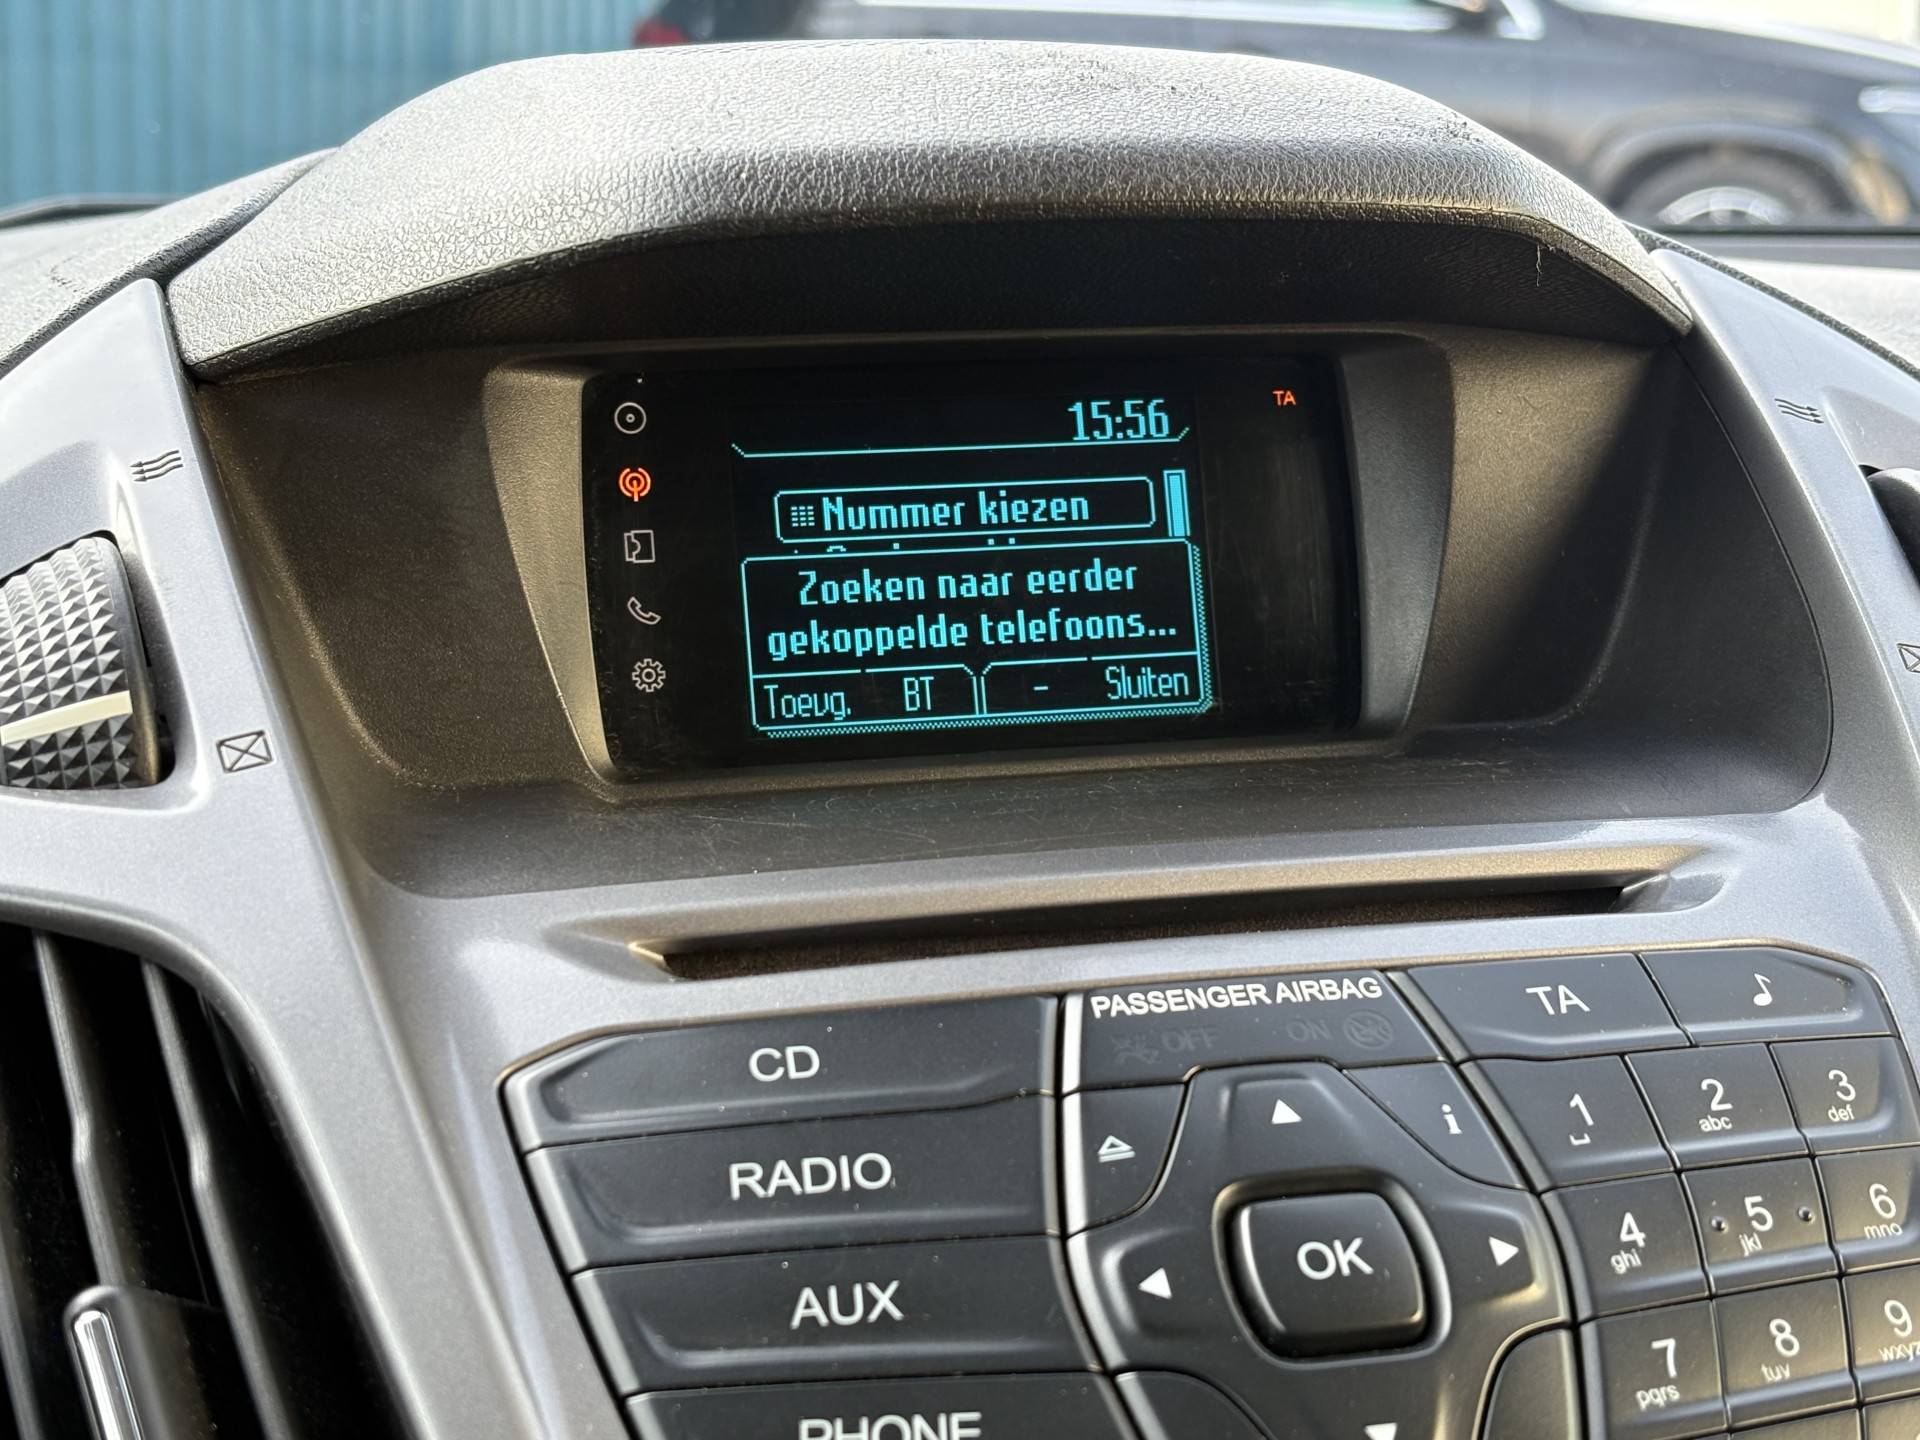 15:56
TA
Nummer kiezen
Zoeken naar eerder
gekoppelde telefoons...
Toevg. BT - Sluiten
PASSENGER AIRBAG
OFF ON
TA
CD
RADIO
AUX
PHONE
i
OK
1
2
abc
3
def
4
ghi
5
jkl
6
mno
7
pqrs
8
tuv
9
wxyz